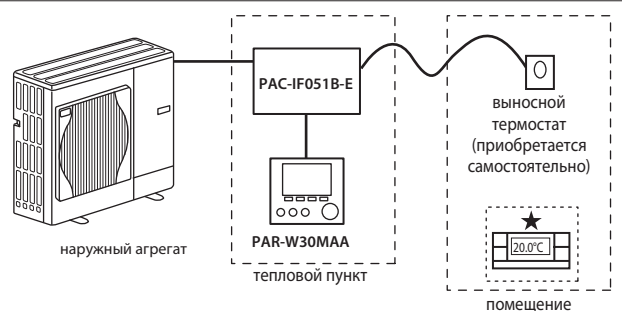 PAC-IF051B-E
выносной
термостат
(приобретается
самостоятельно)
20.0°C
наружный агрегат
PAR-W30MAA
тепловой пункт
помещение